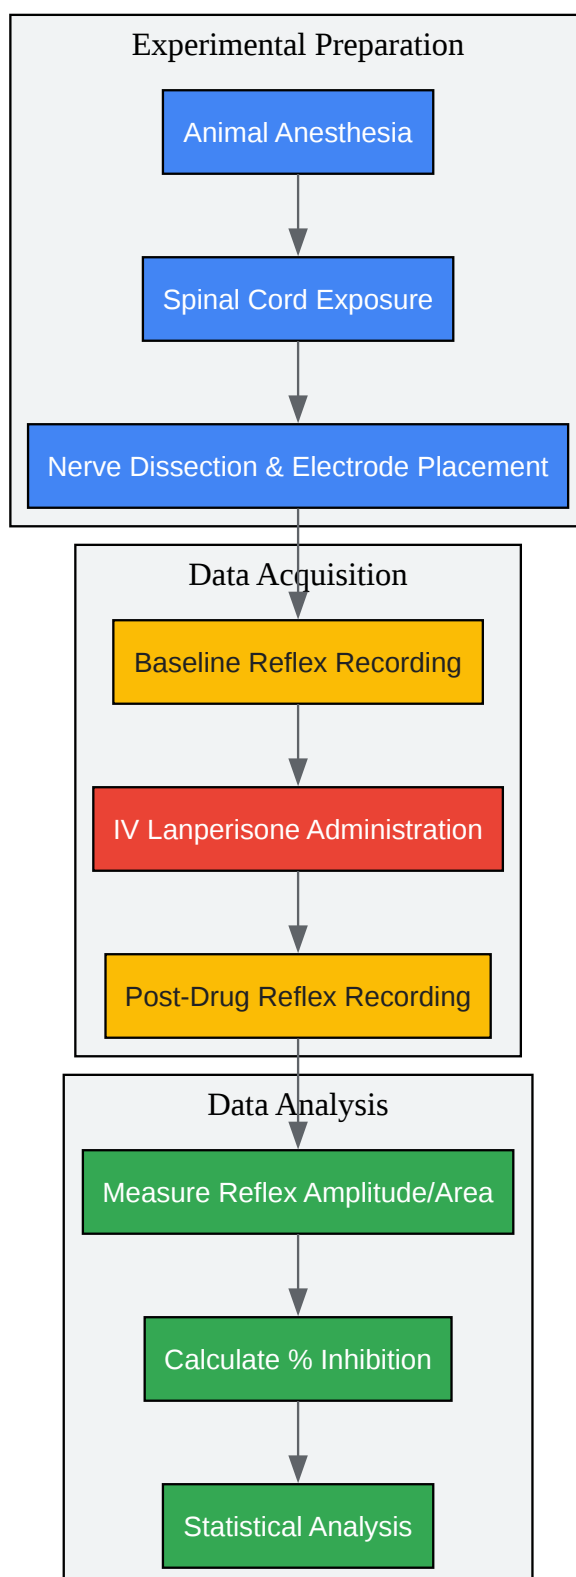 Experimental Preparation
Animal Anesthesia
Spinal Cord Exposure
Nerve Dissection & Electrode Placement
Data Acquisition
Baseline Reflex Recording
IV Lanperisone Administration
Post-Drug Reflex Recording
Data Analysis
Measure Reflex Amplitude/Area
Calculate % Inhibition
Statistical Analysis